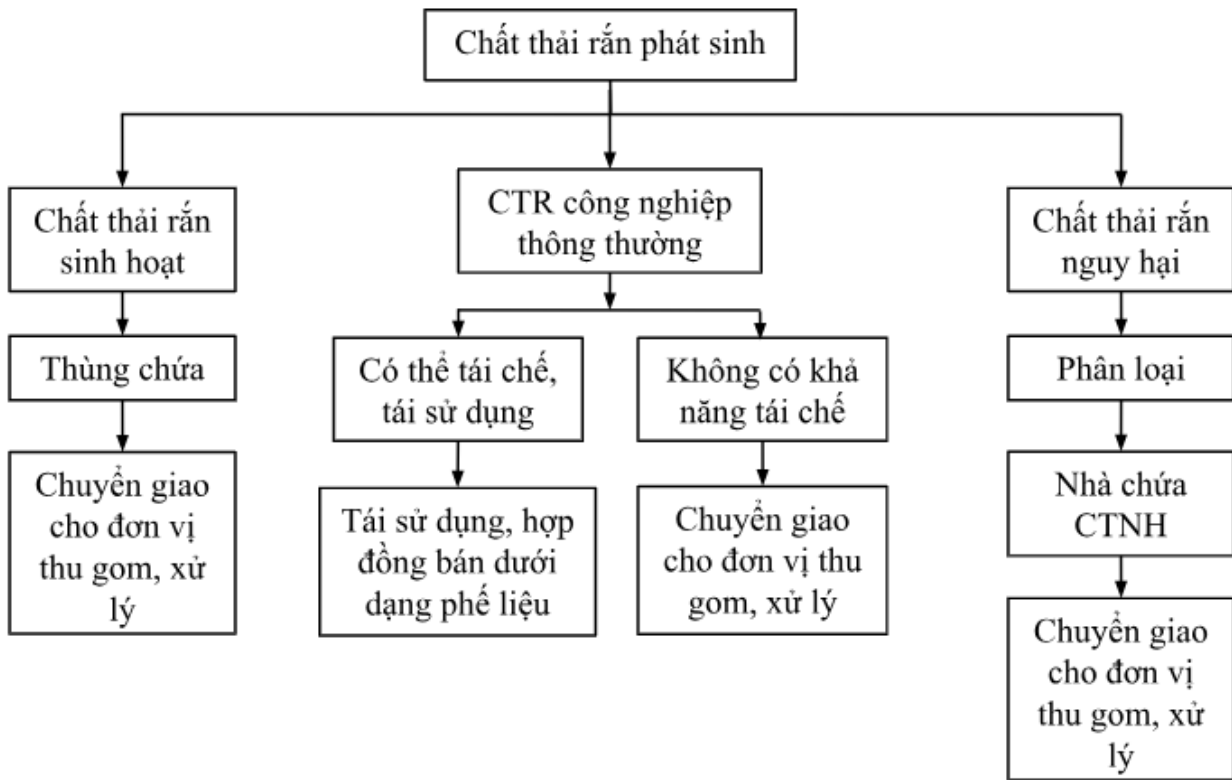 Chất thải rắn phát sinh
Chất thải rắn
sinh hoạt
CTR công nghiệp
thông thường
Chất thải rắn
nguy hại
Thùng chứa
Có thể tái chế,
tái sử dụng
Không có khả
năng tái chế
Phân loại
Chuyển giao
cho đơn vị
thu gom, xử
lý
Tái sử dụng, hợp
đồng bán dưới
dạng phế liệu
Chuyển giao
cho đơn vị thu
gom, xử lý
Nhà chứa
CTNH
Chuyển giao
cho đơn vị
thu gom, xử
lý